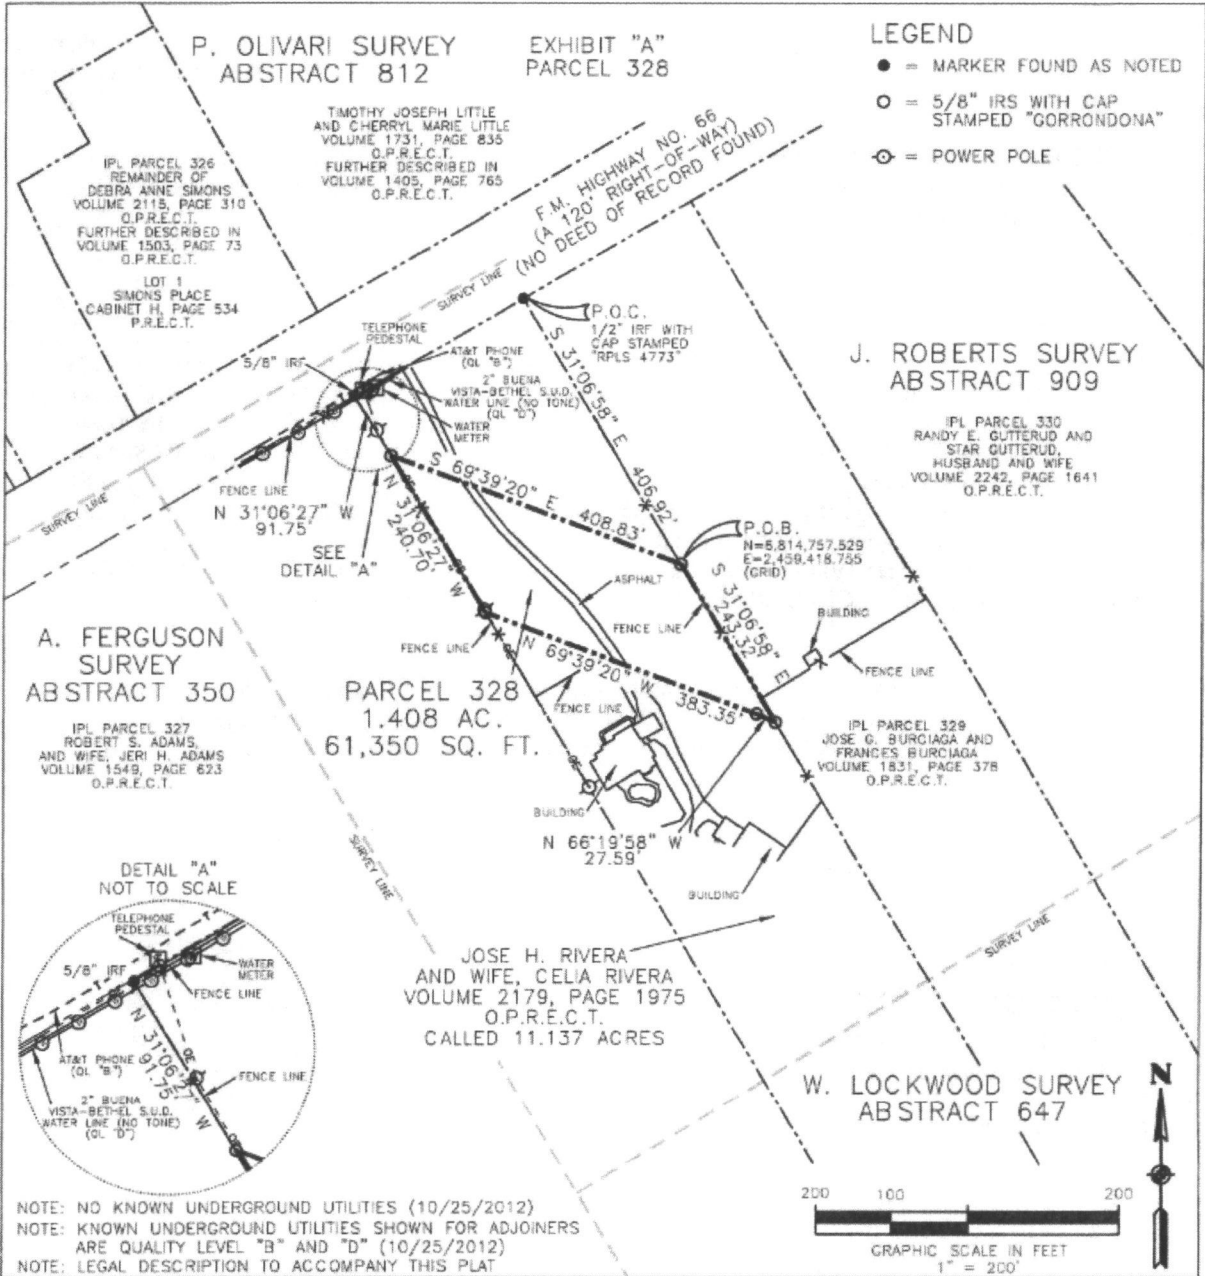 P. OLIVARI SURVEY
ABSTRACT 812
EXHIBIT "A"
PARCEL 328
LEGEND
= MARKER FOUND AS NOTED
= 5/8" IRS WITH CAP
STAMPED "GORRONDONA"
= POWER POLE
TIMOTHY JOSEPH LITTLE
AND CHERRYL MARIE LITTLE
VOLUME 1731, PAGE 835
O.P.R.E.C.T.
FURTHER DESCRIBED IN
VOLUME 1405, PAGE 765
O.P.R.E.C.T.
IPL PARCEL 326
REMAINDER OF
DEBRA ANNE SIMONS
VOLUME 2115, PAGE 310
O.P.R.E.C.T.
FURTHER DESCRIBED IN
VOLUME 1503, PAGE 73
O.P.R.E.C.T.
LOT 1
SIMONS PLACE
CABINET H, PAGE 534
P.R.E.C.T.
F.M. HIGHWAY NO. 66
(A 120' RIGHT-OF-WAY)
(NO DEED OF RECORD FOUND)
SURVEY LINE
P.O.C.
1/2" IRF WITH
CAP STAMPED
"RPLS 4773"
TELEPHONE
PEDESTAL
5/8" IRF
AT&T PHONE
(QL "B")
2" BUENA
VISTA-BETHEL S.U.D.
WATER LINE (NO TONE)
(QL "D")
WATER
METER
J. ROBERTS SURVEY
ABSTRACT 909
IPL PARCEL 330
RANDY E. GUTTERUD AND
STAR GUTTERUD,
HUSBAND AND WIFE
VOLUME 2242, PAGE 1641
O.P.R.E.C.T.
S 31°06'58" E
406.92'
S 69°39'20" E
408.83'
FENCE LINE
SURVEY LINE
N 31°06'27" W
91.75'
SEE
DETAIL "A"
N 31°06'27" W
240.70'
OE
OE
P.O.B.
N=6,814,757.529
E=2,459,418.755
(GRID)
ASPHALT
FENCE LINE
S 31°06'58" E
243.32'
BUILDING
FENCE LINE
A. FERGUSON
SURVEY
ABSTRACT 350
FENCE LINE
OE
N 69°39'20" W
383.35'
PARCEL 328
1.408 AC.
61,350 SQ. FT.
FENCE LINE
IPL PARCEL 327
ROBERT S. ADAMS,
AND WIFE, JERI H. ADAMS
VOLUME 1549, PAGE 623
O.P.R.E.C.T.
IPL PARCEL 329
JOSE G. BURCIAGA AND
FRANCES BURCIAGA
VOLUME 1831, PAGE 378
O.P.R.E.C.T.
OE
BUILDING
N 66°19'58" W
27.59'
SURVEY LINE
BUILDING
DETAIL "A"
NOT TO SCALE
TELEPHONE
PEDESTAL
5/8" IRF
WATER
METER
FENCE LINE
AT&T PHONE
(QL "B")
N 31°06'27" W
91.75'
OE
FENCE LINE
OE
2" BUENA
VISTA-BETHEL S.U.D.
WATER LINE (NO TONE)
(QL "D")
JOSE H. RIVERA
AND WIFE, CELIA RIVERA
VOLUME 2179, PAGE 1975
O.P.R.E.C.T.
CALLED 11.137 ACRES
SURVEY LINE
W. LOCKWOOD SURVEY
ABSTRACT 647
N
NOTE: NO KNOWN UNDERGROUND UTILITIES (10/25/2012)
NOTE: KNOWN UNDERGROUND UTILITIES SHOWN FOR ADJOINERS
ARE QUALITY LEVEL "B" AND "D" (10/25/2012)
NOTE: LEGAL DESCRIPTION TO ACCOMPANY THIS PLAT
200 100 200
GRAPHIC SCALE IN FEET
1" = 200'